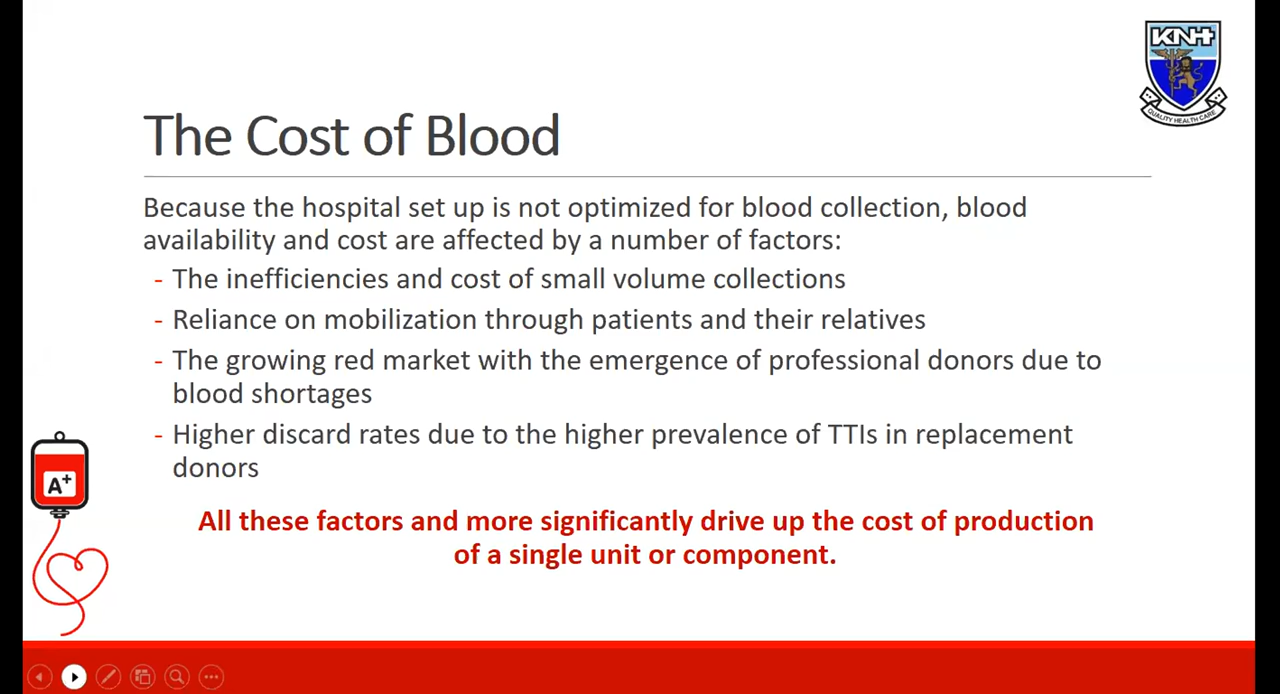 KNH
QUALITY HEALTH CARE
The Cost of Blood
Because the hospital set up is not optimized for blood collection, blood
availability and cost are affected by a number of factors:
- The inefficiencies and cost of small volume collections
- Reliance on mobilization through patients and their relatives
- The growing red market with the emergence of professional donors due to
blood shortages
- Higher discard rates due to the higher prevalence of TTIs in replacement
donors
A+
All these factors and more significantly drive up the cost of production
of a single unit or component.